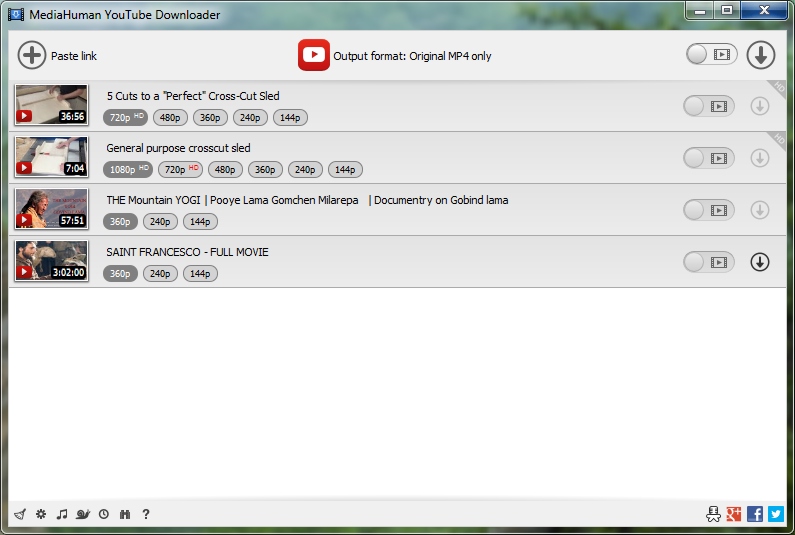 MediaHuman YouTube Downloader
Paste link
Output format: Original MP4 only
36:56
5 Cuts to a "Perfect" Cross-Cut Sled
720p HD 480p 360p 240p 144p
HD
7:04
General purpose crosscut sled
1080p HD 720p HD 480p 360p 240p 144p
HD
57:51
THE Mountain YOGI | Pooye Lama Gomchen Milarepa | Documentry on Gobind lama
360p 240p 144p
3:02:00
SAINT FRANCESCO - FULL MOVIE
360p 240p 144p
?